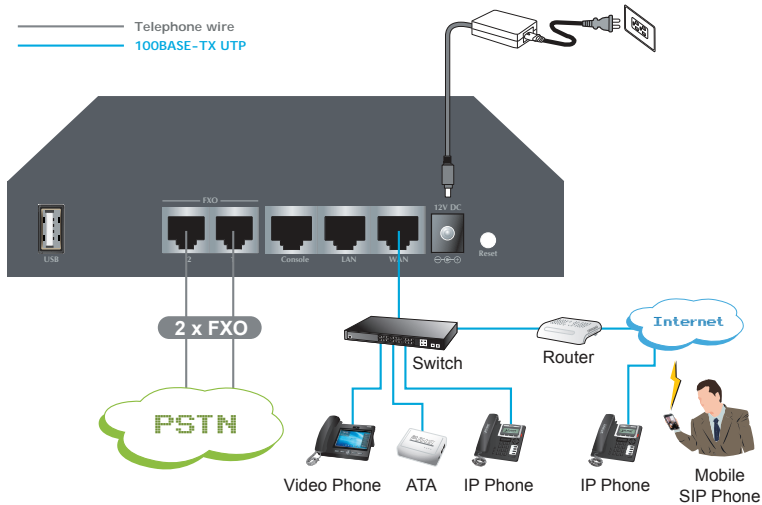 Telephone wire
100BASE-TX UTP
12V DC
FXO
USB
2
1
Console
LAN
WAN
Reset
2 x FXO
Internet
Switch
Router
PSTN
Video Phone
ATA
IP Phone
IP Phone
Mobile
SIP Phone